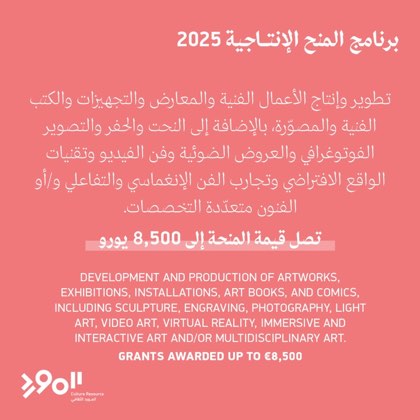 برنامج المنح الإنتـاجية 2025
تطوير وإنتاج الأعمال الفنية والمعارض والتجهيزات والكتب
الفنية والمصوّرة، بالإضافة إلى النحت والحفر والتصوير
الفوتوغرافي والعروض الضوئية وفن الفيديو وتقنيات
الواقع الافتراضي وتجارب الفن الإنغماسي والتفاعلي و/أو
الفنون متعدّدة التخصصات.
تصل قيمة المنحة إلى 8,500 يورو
DEVELOPMENT AND PRODUCTION OF ARTWORKS,
EXHIBITIONS, INSTALLATIONS, ART BOOKS, AND COMICS,
INCLUDING SCULPTURE, ENGRAVING, PHOTOGRAPHY, LIGHT
ART, VIDEO ART, VIRTUAL REALITY, IMMERSIVE AND
INTERACTIVE ART AND/OR MULTIDISCIPLINARY ART.
GRANTS AWARDED UP TO €8,500
المورد
Culture Resource
المورد الثقافي